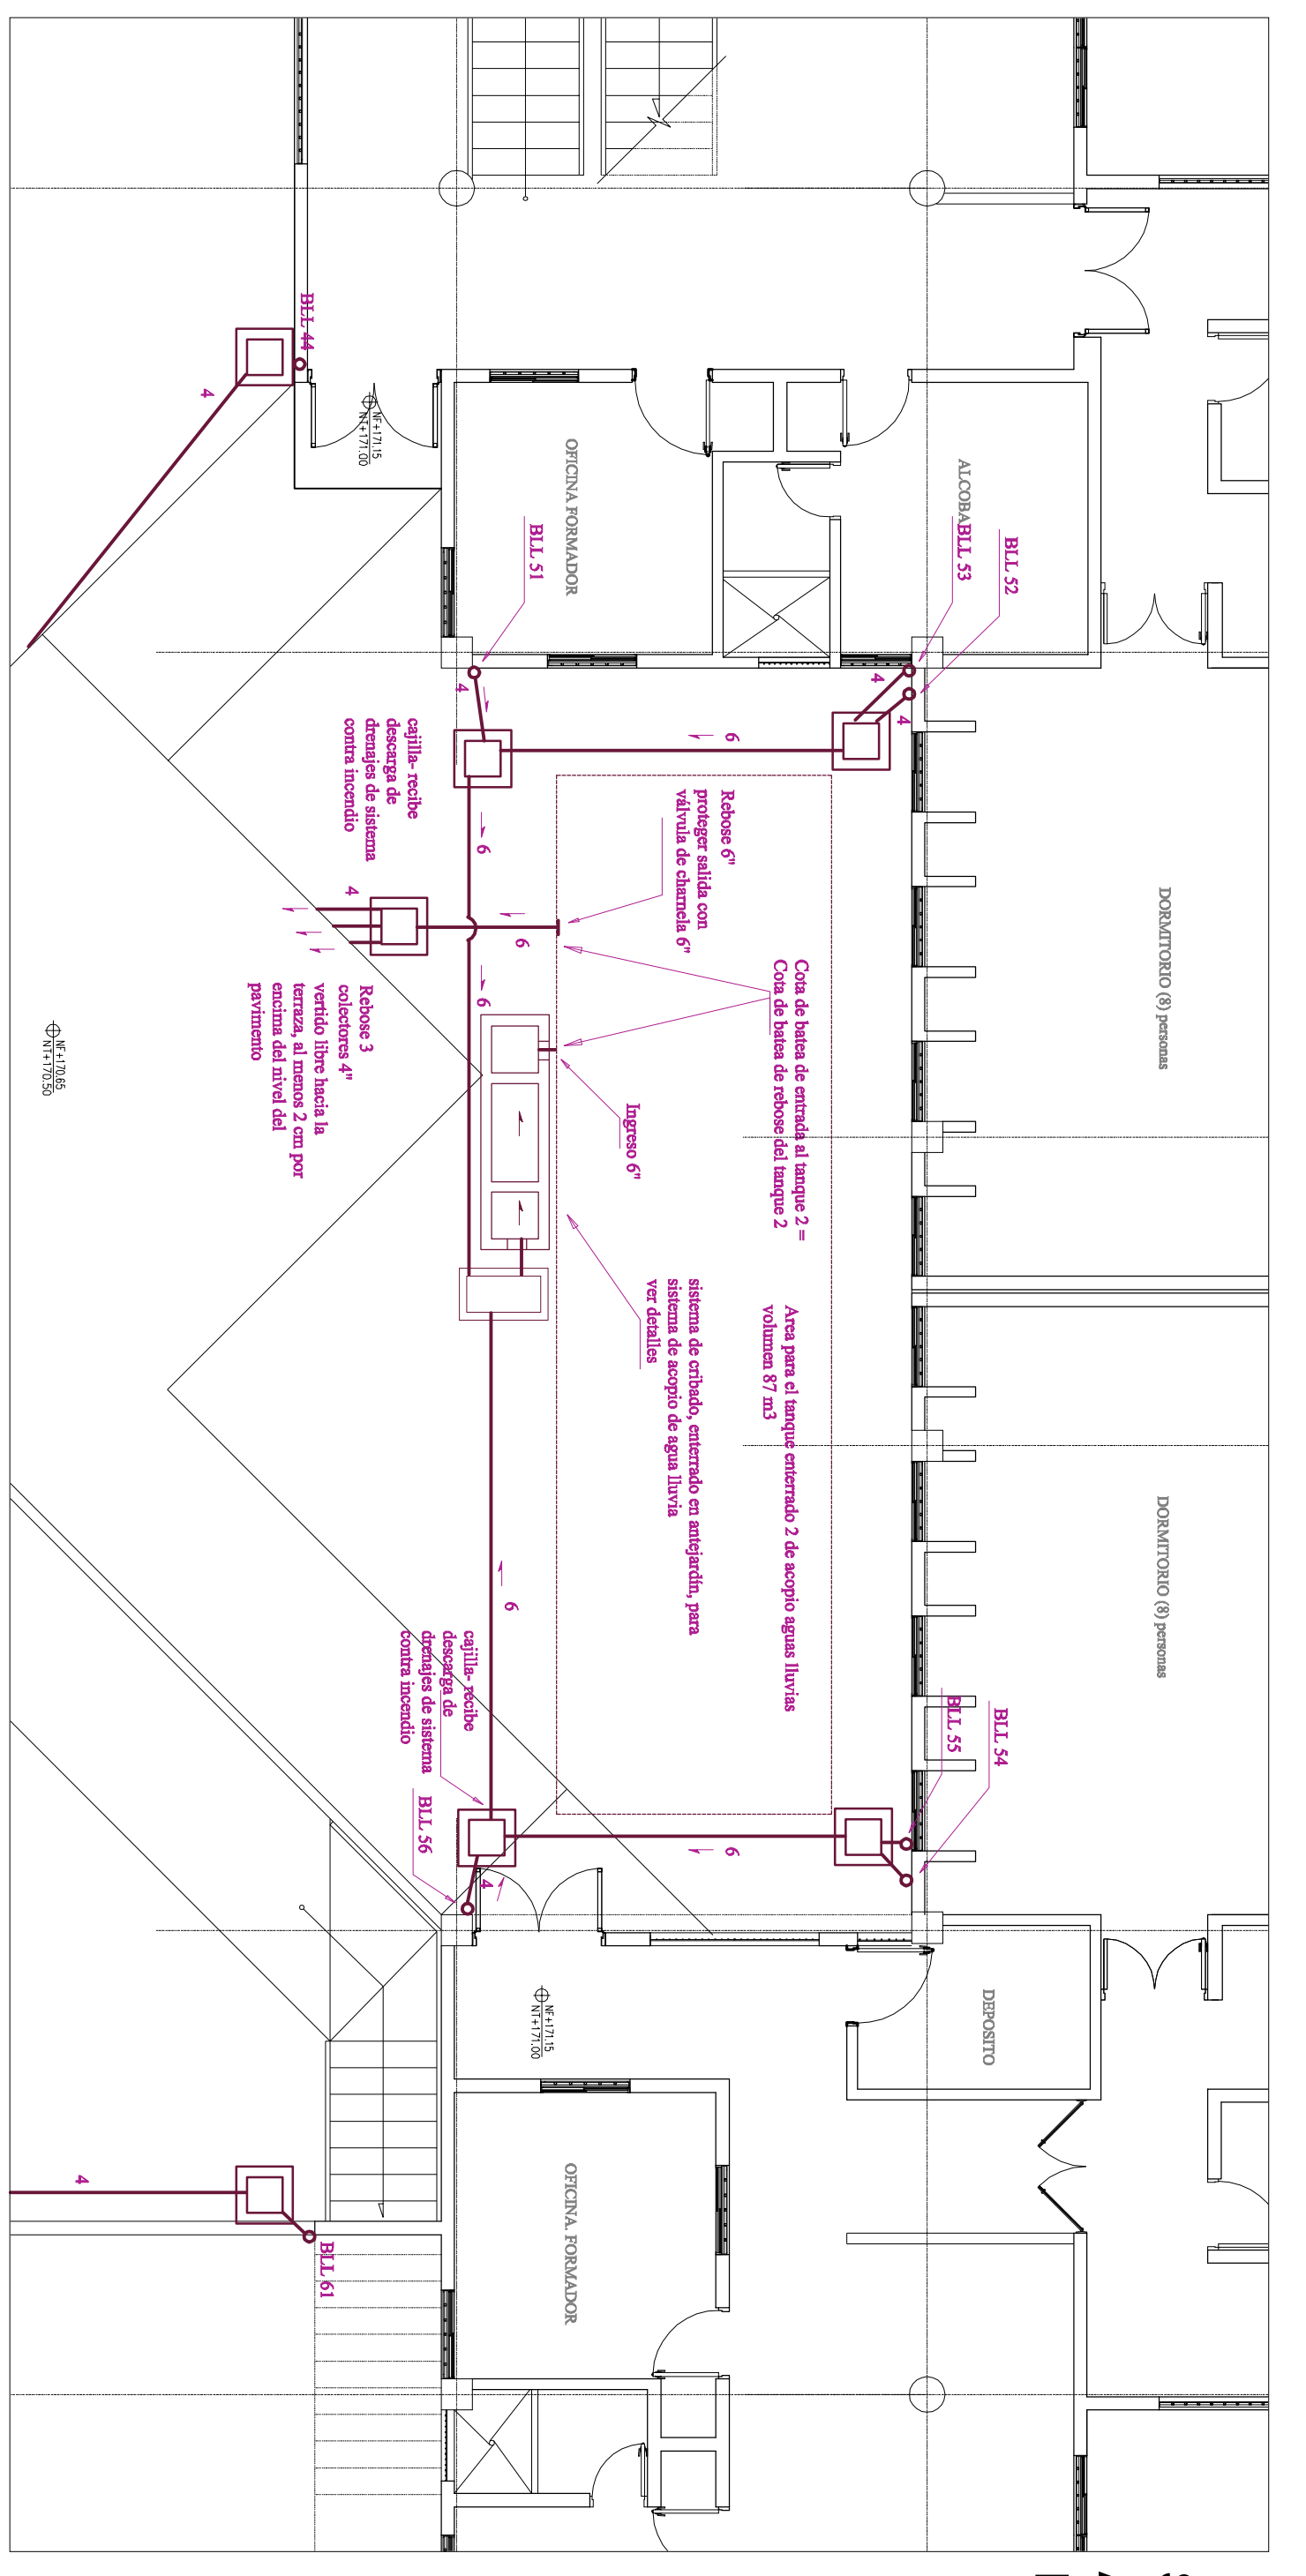 DORMITORIO (8) personas
DORMITORIO (8) personas
BLL 52
BLL 54
ALCOBA
BLL 53
BLL 55
DEPOSITO
4
4
Cota de batea de entrada al tanque 2 =
Cota de batea de rebose del tanque 2
Area para el tanque enterrado 2 de acopio aguas lluvias
volumen 87 m3
6
Rebose 6"
proteger salida con
válvula de charnela 6"
6
sistema de cribado, enterrado en antejardín, para
sistema de acopio de agua lluvia
ver detalles
Ingreso 6"
OFICINA FORMADOR
OFICINA. FORMADOR
BLL 51
NF+171.15
NT+171.00
6
6
6
6
4
4
cajilla- recibe
descarga de
drenajes de sistema
contra incendio
cajilla- recibe
descarga de
drenajes de sistema
contra incendio
BLL 56
NF+171.15
NT+171.00
4
Rebose 3
colectores 4"
vertido libre hacia la
terraza, al menos 2 cm por
encima del nivel del
pavimento
BLL 44
BLL 61
4
4
NF+170.65
NT+170.50